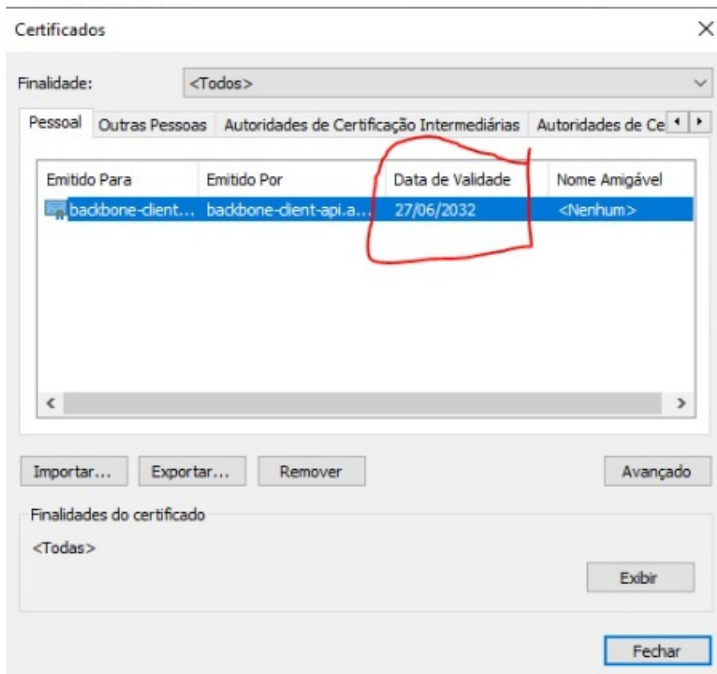 Certificados
Finalidade: <Todos>
Pessoal Outras Pessoas Autoridades de Certificação Intermediárias Autoridades de Ce
Emitido Para Emitido Por Data de Validade Nome Amigável
backbone-client... backbone-client-api.a... 27/06/2032 <Nenhum>
Importar... Exportar... Remover Avançado
Finalidades do certificado
<Todas>
Exibir
Fechar